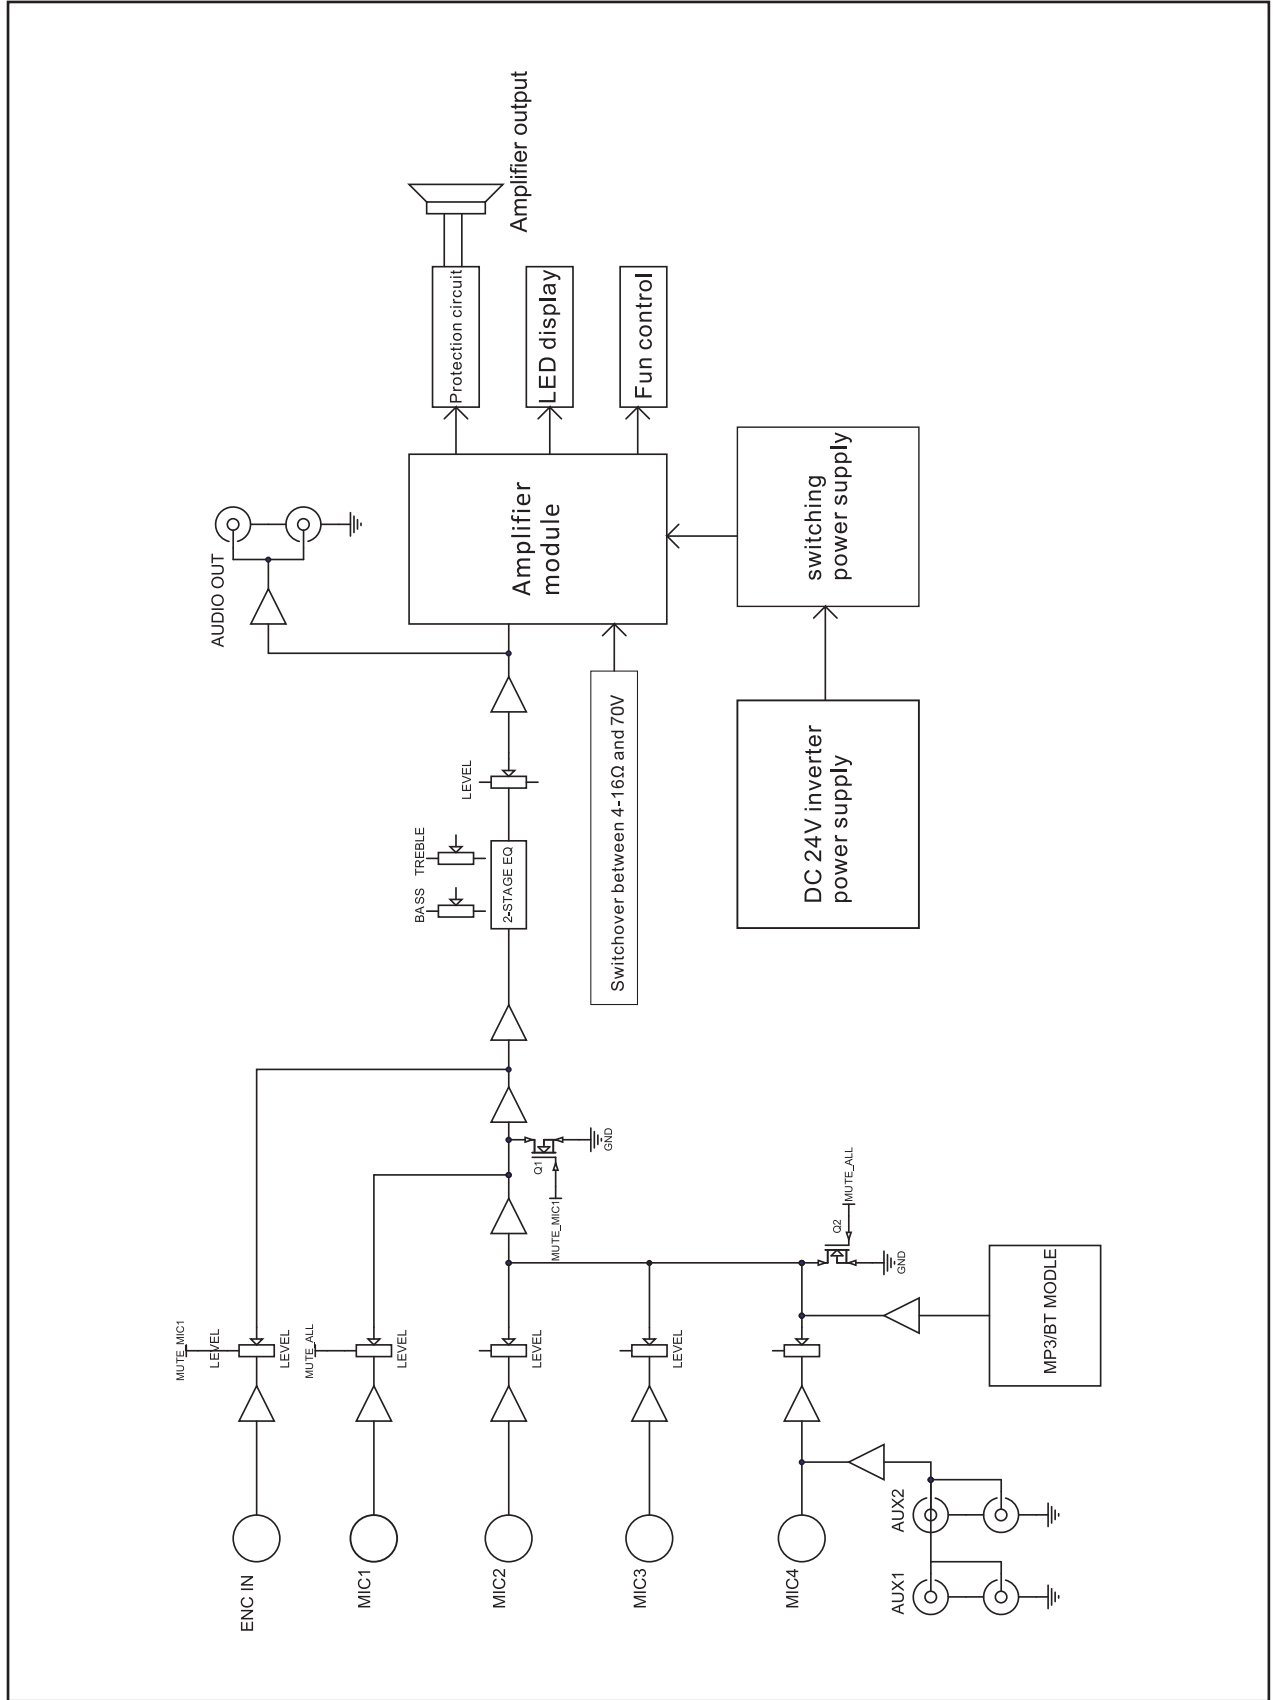 ENC IN
MIC1
MIC2
MIC3
MIC4
AUX1
AUX2
MUTE_MIC1
LEVEL
LEVEL
MUTE_ALL
LEVEL
LEVEL
LEVEL
MP3/BT MODLE
Q1
MUTE_MIC1
GND
Q2
MUTE_ALL
GND
BASS
TREBLE
2-STAGE EQ
LEVEL
AUDIO OUT
Switchover between 4-16Ω and 70V
DC 24V inverter
power supply
switching
power supply
Amplifier
module
Protection circuit
LED display
Fun control
Amplifier output